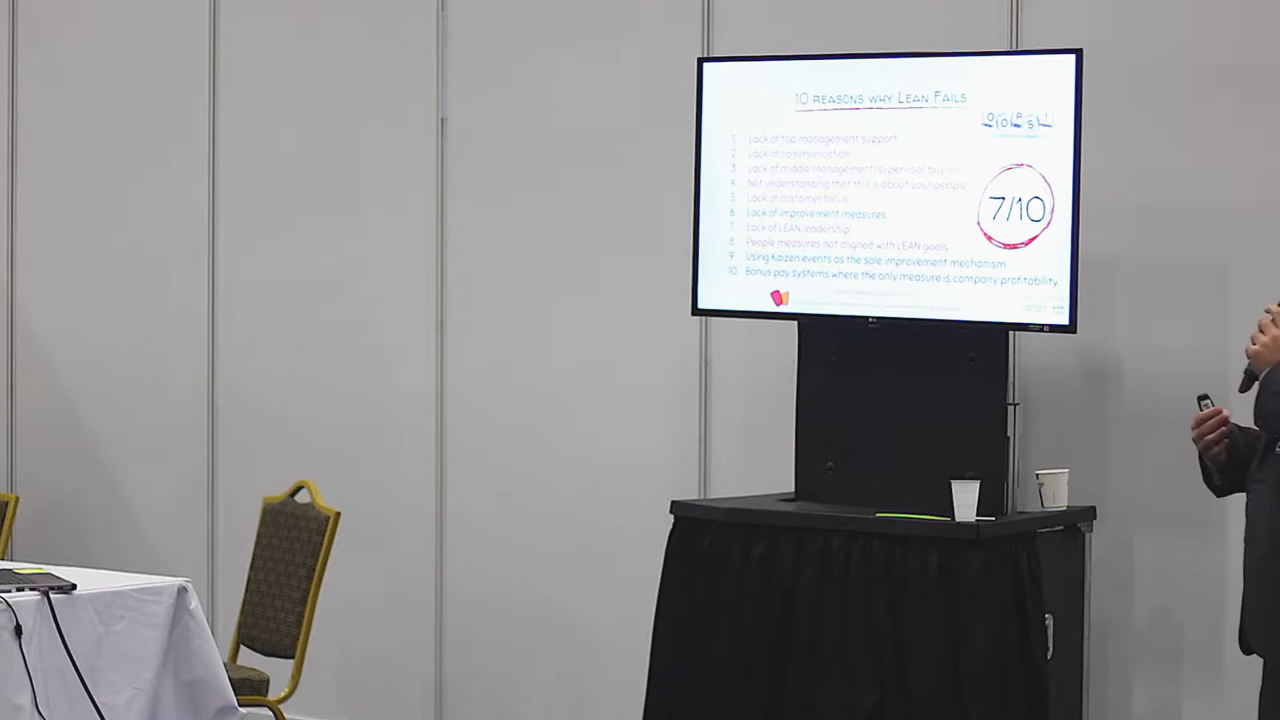 10 REASONS WHY LEAN FAILS
1. Lack of top management support
2. Lack of communication
3. Lack of middle management/supervisor buy-in
4. Not understanding that this is about your people
5. Lack of customer focus
6. Lack of improvement measures
7. Lack of LEAN leadership
8. People measures not aligned with LEAN goals
9. Using Kaizen events as the sole improvement mechanism
10. Bonus pay systems where the only measure is company profitability
7/10
LG